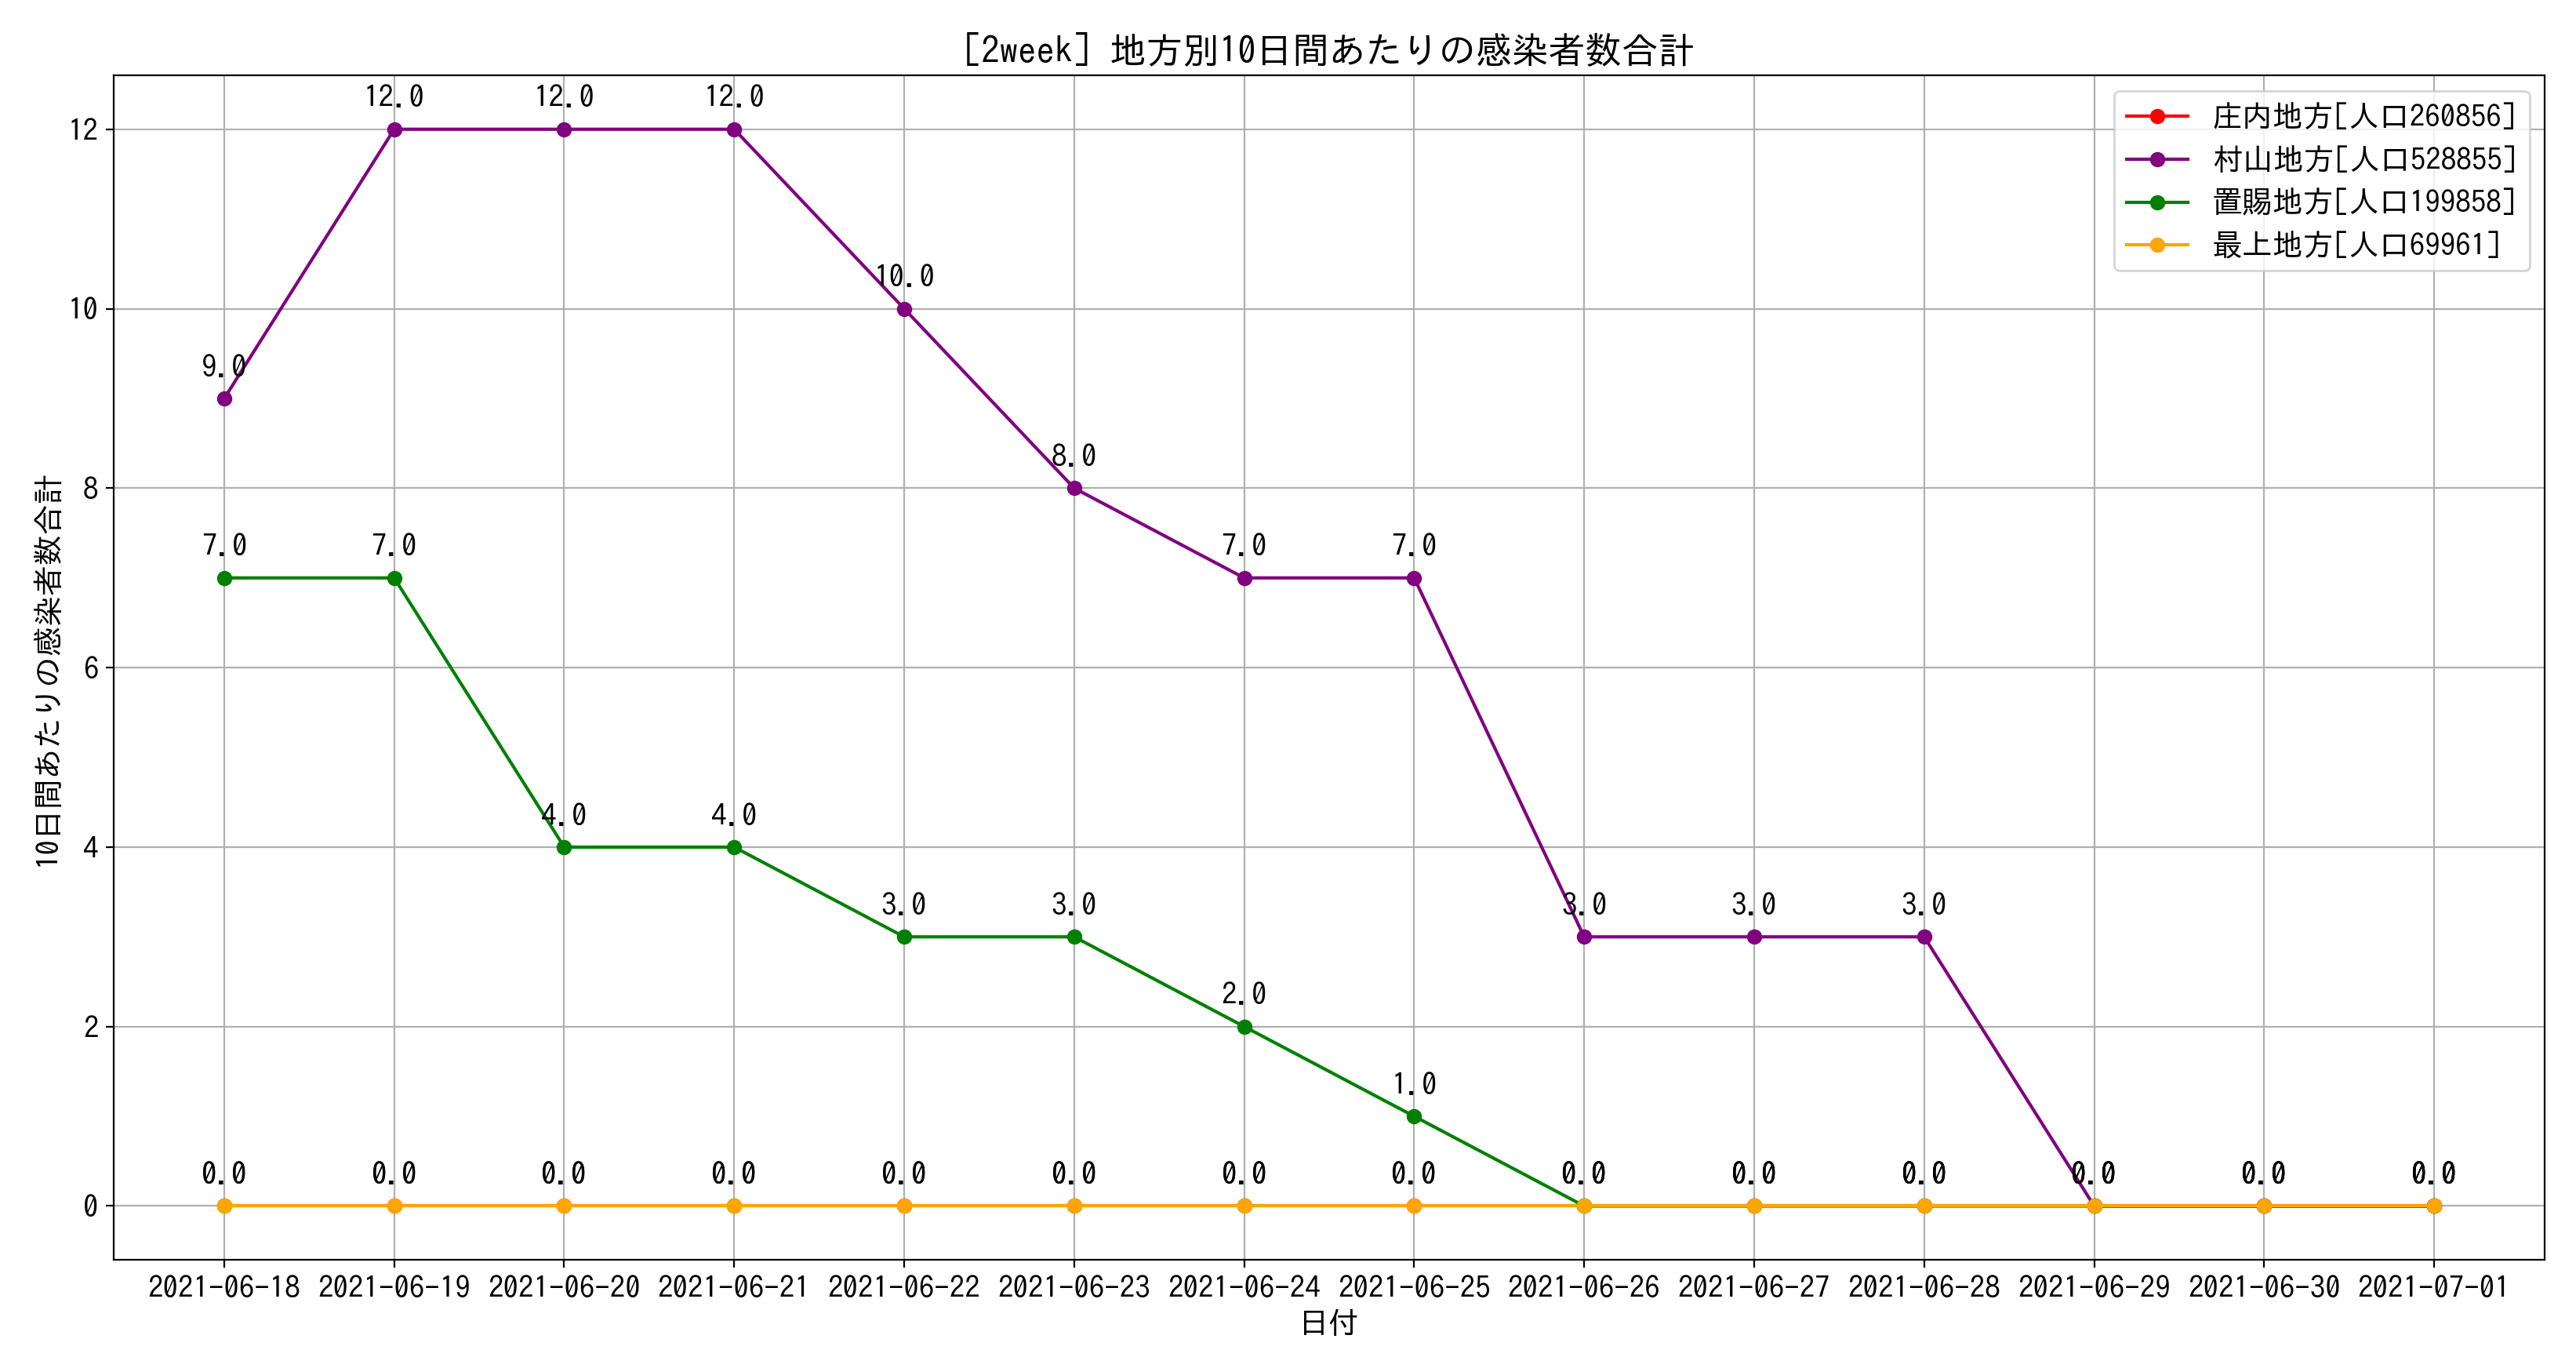 [2week] 地方別10日間あたりの感染者数合計
庄内地方[人口260856]
村山地方[人口528855]
置賜地方[人口199858]
最上地方[人口69961]
10日間あたりの感染者数合計
12
10
8
6
4
2
0
9.0 12.0 12.0 12.0 10.0 8.0 7.0 7.0 3.0 3.0 3.0
7.0 7.0 4.0 4.0 3.0 3.0 2.0 1.0
0.0 0.0 0.0 0.0 0.0 0.0 0.0 0.0 0.0 0.0 0.0 0.0 0.0 0.0
2021-06-18 2021-06-19 2021-06-20 2021-06-21 2021-06-22 2021-06-23 2021-06-24 2021-06-25 2021-06-26 2021-06-27 2021-06-28 2021-06-29 2021-06-30 2021-07-01
日付